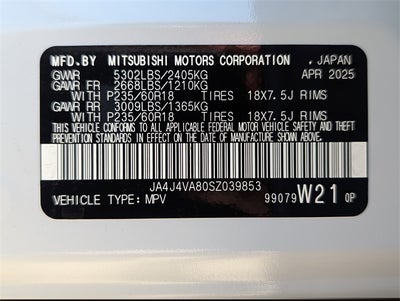 MFD.BY MITSUBISHI MOTORS CORPORATION , JAPAN
GVWR 5302LBS/2405KG APR 2025
GAWR FR 2668LBS/1210KG
WITH P235/60R18 TIRES 18X7.5J RIMS
GAWR RR 3009LBS/1365KG
WITH P235/60R18 TIRES 18X7.5J RIMS
THIS VEHICLE CONFORMS TO ALL APPLICABLE FEDERAL MOTOR VEHICLE SAFETY, BUMPER, AND
THEFT PREVENTION STANDARDS IN EFFECT ON THE DATE OF MANUFACTURE SHOWN ABOVE.
JA4J4VA80SZ039853
VEHICLE TYPE: MPV 99079 W21 QP